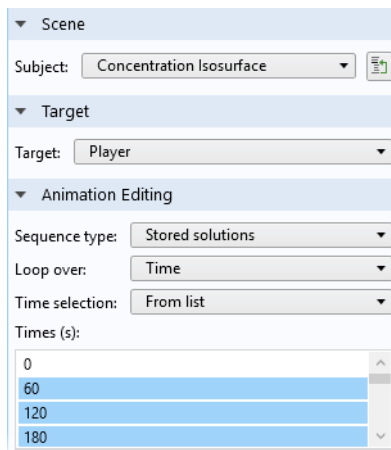 Scene
Subject: Concentration Isosurface
Target
Target: Player
Animation Editing
Sequence type: Stored solutions
Loop over: Time
Time selection: From list
Times (s):
0
60
120
180